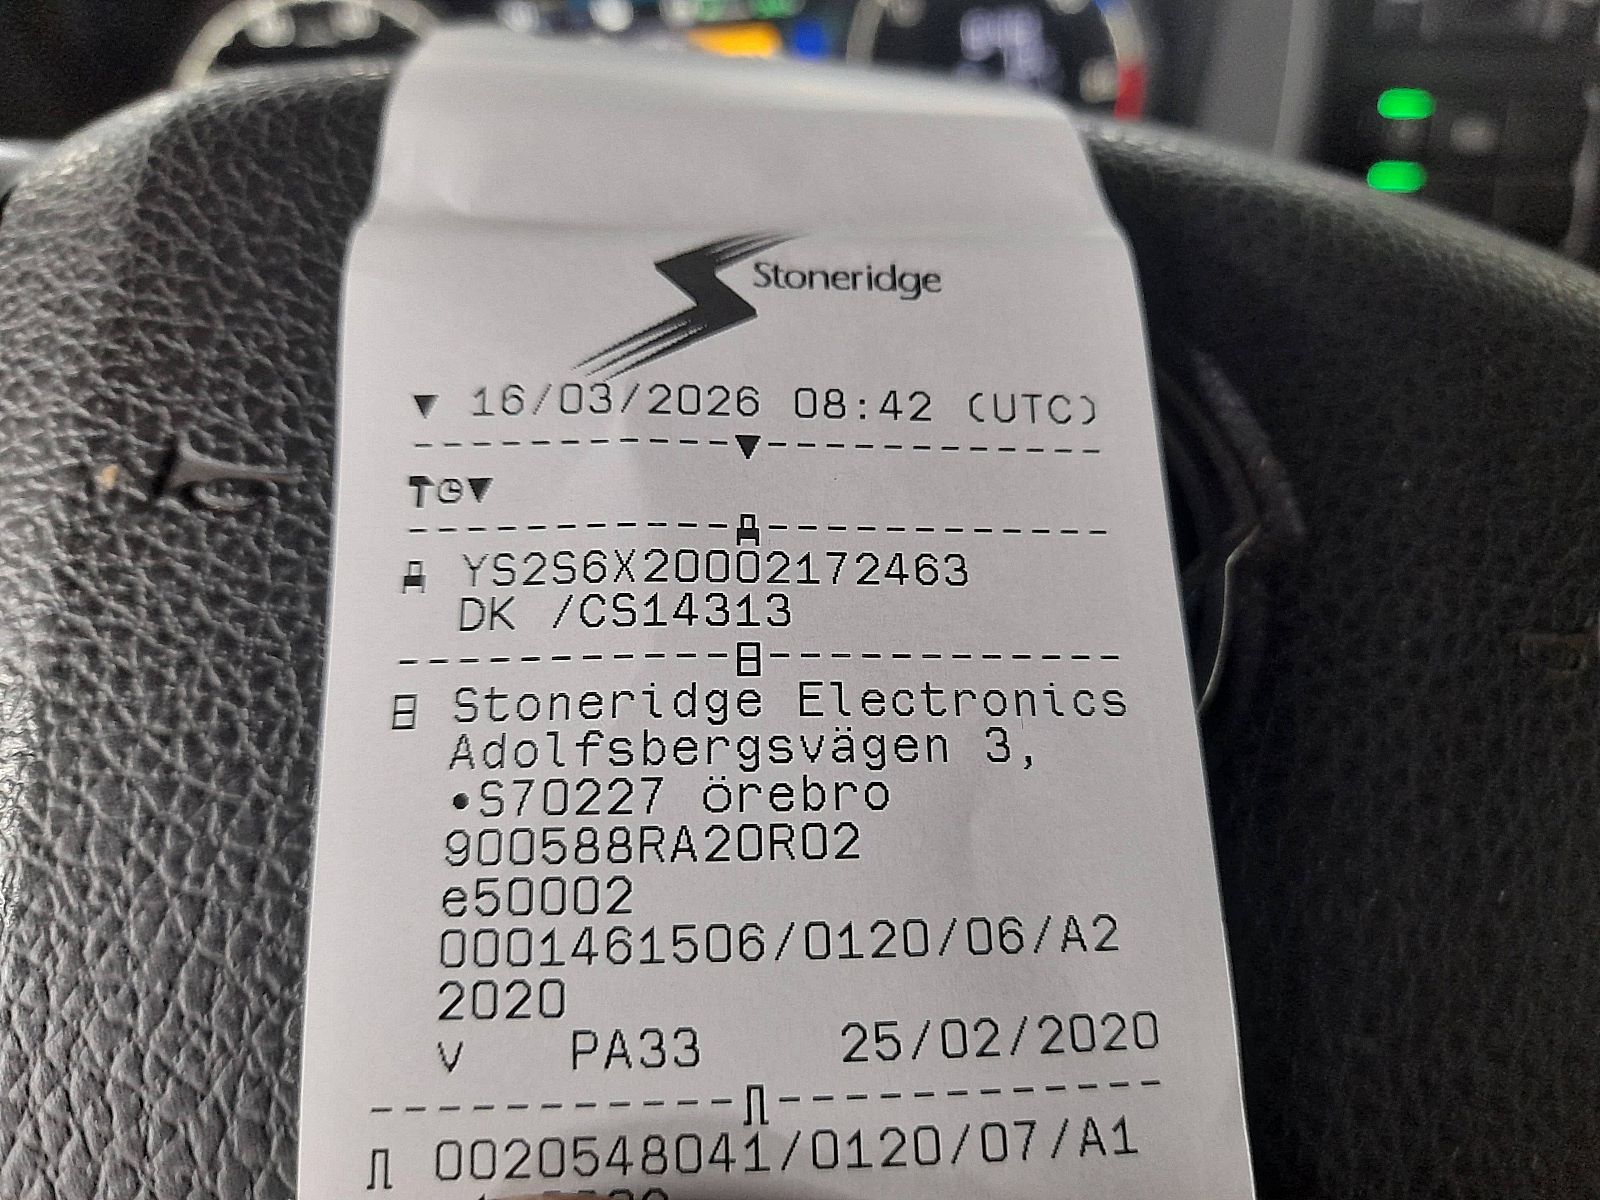 Stoneridge
▼ 16/03/2026 08:42 (UTC)
YS2S6X20002172463
DK /CS14313
Stoneridge Electronics
Adolfsbergsvägen 3,
•S70227 örebro
900588RA20R02
e50002
0001461506/0120/06/A2
2020
v PA33 25/02/2020
0020548041/0120/07/A1